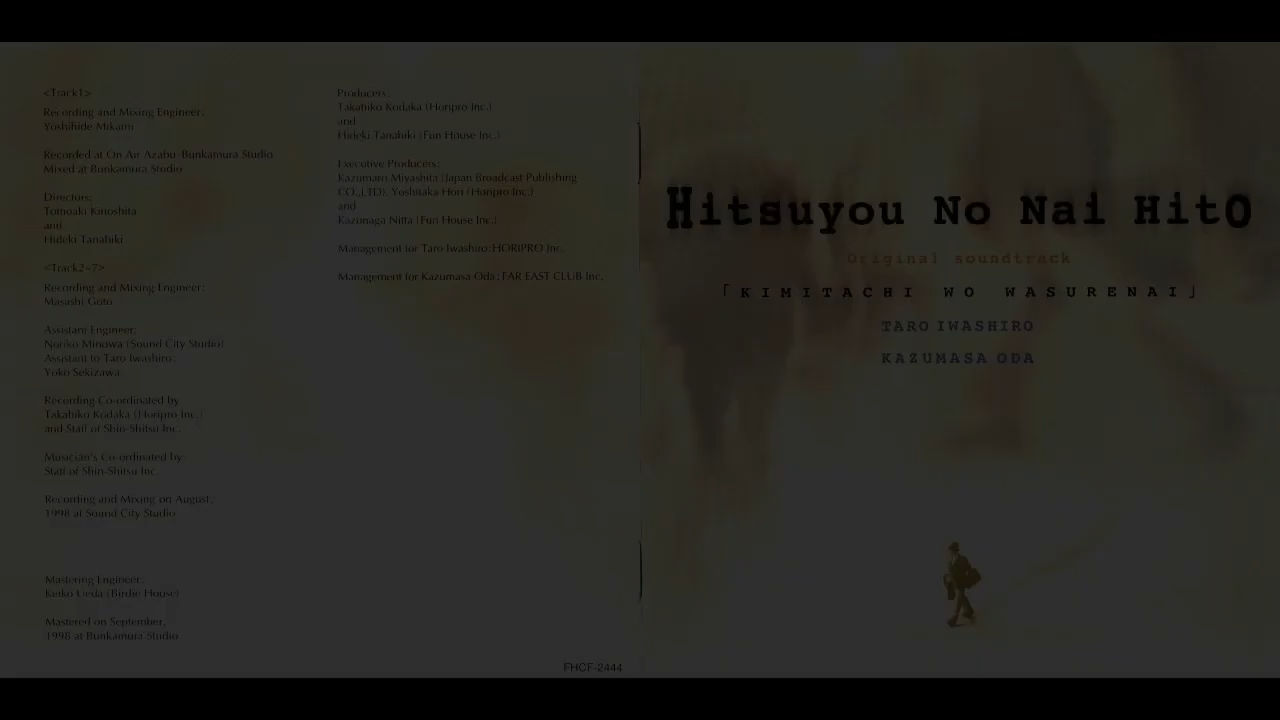 <Track1>
Recording and Mixing Engineer:
Yoshihide Mikami
Recorded at On Air Azabu-Bunkamura Studio
Mixed at Bunkamura Studio
Directors:
Tomoaki Kinoshita
and
Hideki Tanahiki
<Track2~7>
Recording and Mixing Engineer:
Masashi Goto
Assistant Engineer:
Noriko Minowa (Sound City Studio)
Assistant to Taro Iwashiro:
Yoko Sekizawa
Recording Co-ordinated by
Takahiko Kodaka (Horipro Inc.)
and Staff of Shin-Shitsu Inc.
Musician's Co-ordinated by
Staff of Shin-Shitsu Inc.
Recording and Mixing on August,
1998 at Sound City Studio
Mastering Engineer:
Keiko Ueda (Birdie House)
Mastered on September,
1998 at Bunkamura Studio
Producers:
Takahiko Kodaka (Horipro Inc.)
and
Hideki Tanahiki (Fun House Inc.)
Executive Producers:
Kazumaro Miyashita (Japan Broadcast Publishing
CO.,LTD), Yoshitaka Hori (Horipro Inc.)
and
Kazunaga Nitta (Fun House Inc.)
Management for Taro Iwashiro:HORIPRO Inc.
Management for Kazumasa Oda: FAR EAST CLUB Inc.
FHCF-2444
Hitsuyou No Nai HitO
Original soundtrack
「KIMITACHI WO WASURENAI」
TARO IWASHIRO
KAZUMASA ODA